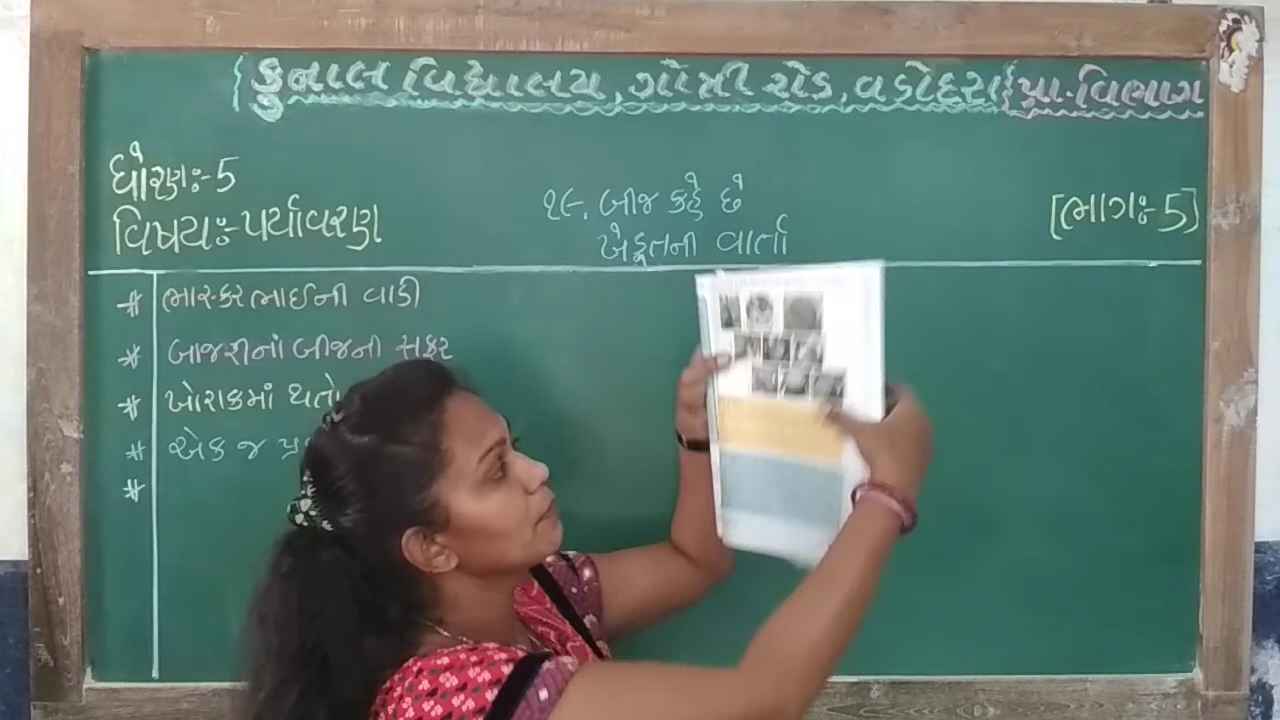 {કુનાલ વિદ્યાલય, ગોત્રી રોડ, વડોદરા{પ્રા.વિભાગ
ધોરણઃ-5
વિષયઃ-પર્યાવરણ
૧૯. બીજ કહે છે
ખેડૂતની વાર્તા
[ભાગઃ-5]
* ભાસ્કરભાઈની વાડી
* બાજરીનાં બીજની સફર
* ખોરાકમાં થતો
* એક જ
*